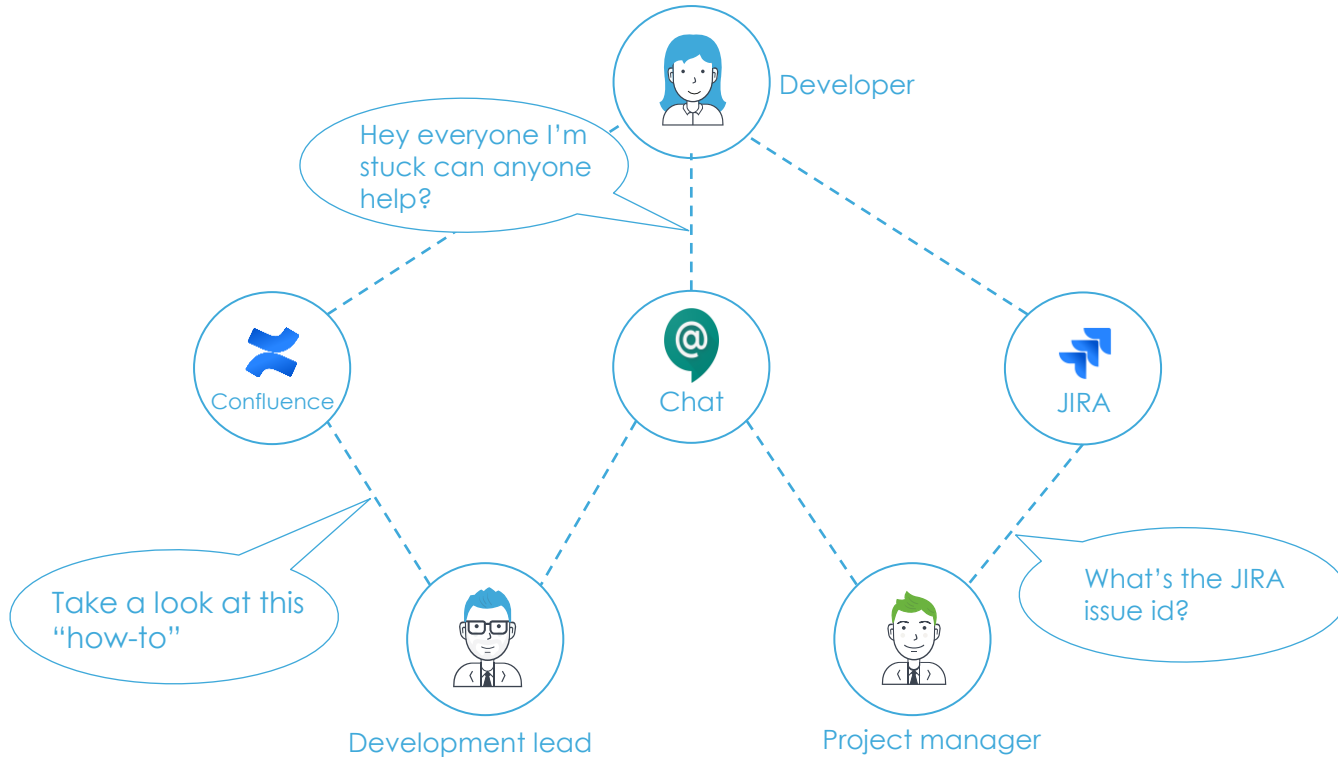 Developer
Hey everyone I’m
stuck can anyone
help?
Confluence
@
Chat
JIRA
Take a look at this
“how-to”
What’s the JIRA
issue id?
Development lead
Project manager